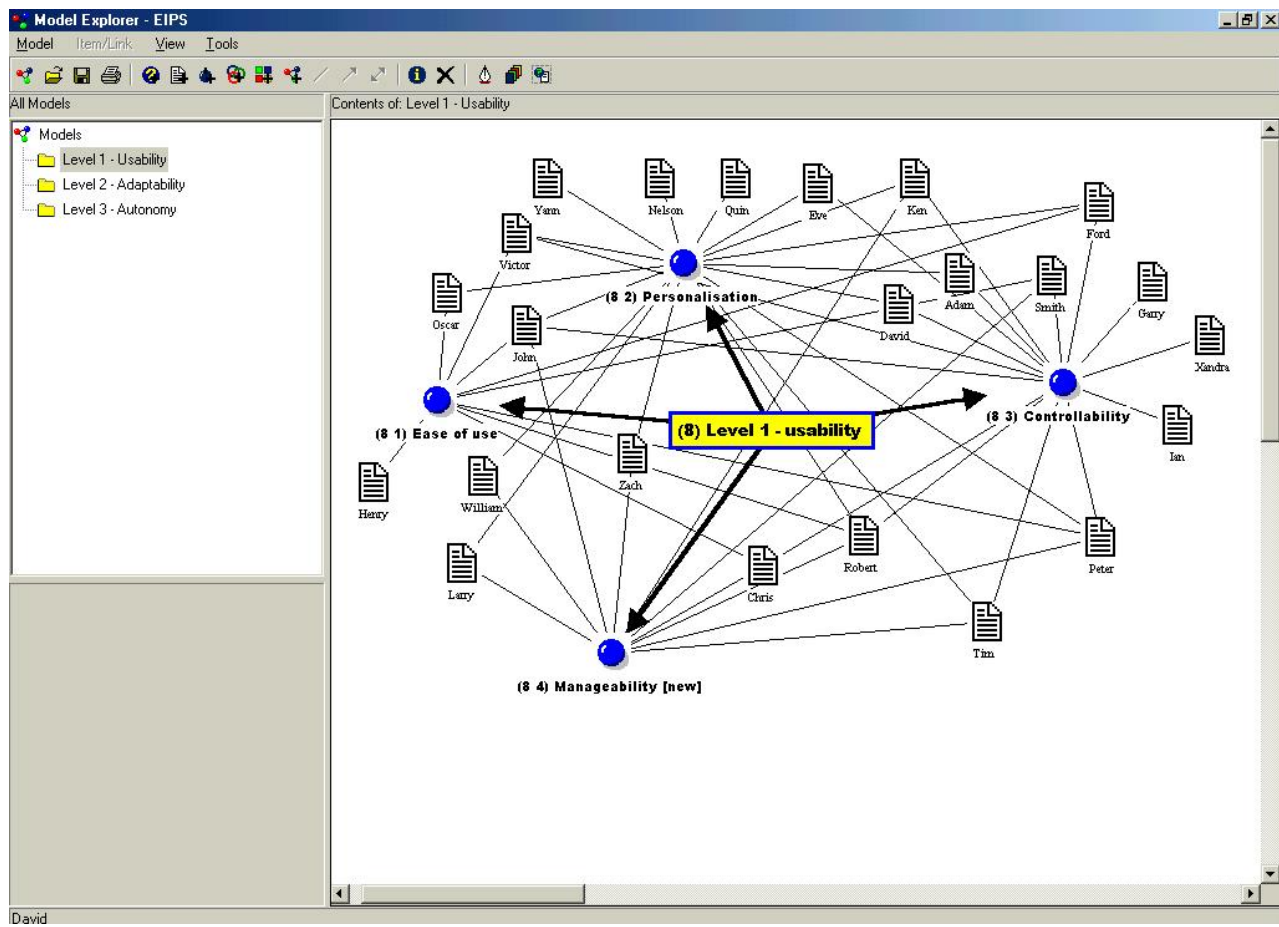 Model Explorer - EIPS
Model Item/Link View Tools
All Models
Contents of: Level 1 - Usability
Models
Level 1 - Usability
Level 2 - Adaptability
Level 3 - Autonomy
Yann
Nelson
Quin
Eve
Ken
Ford
Victor
(8 2) Personalisation
Adam
Smith
Garry
Oscar
David
John
Xandra
(8 1) Ease of use
(8) Level 1 - usability
(8 3) Controllability
Ian
Henry
William
Zach
Larry
Chris
Robert
Peter
Tim
(8 4) Manageability [new]
David